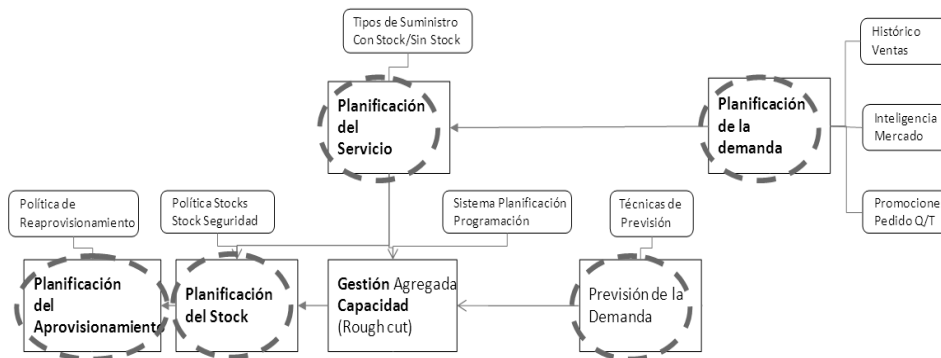 Tipos de Suministro
Con Stock/Sin Stock
Histórico
Ventas
Planificación
del
Servicio
Planificación
de la
demanda
Inteligencia
Mercado
Política de
Reaprovisionamiento
Política Stocks
Stock Seguridad
Sistema Planificación
Programación
Técnicas de
Previsión
Promocione
Pedido Q/T
Planificación
del
Aprovisionamiento
Planificación
del Stock
Gestión Agregada
Capacidad
(Rough cut)
Previsión de la
Demanda